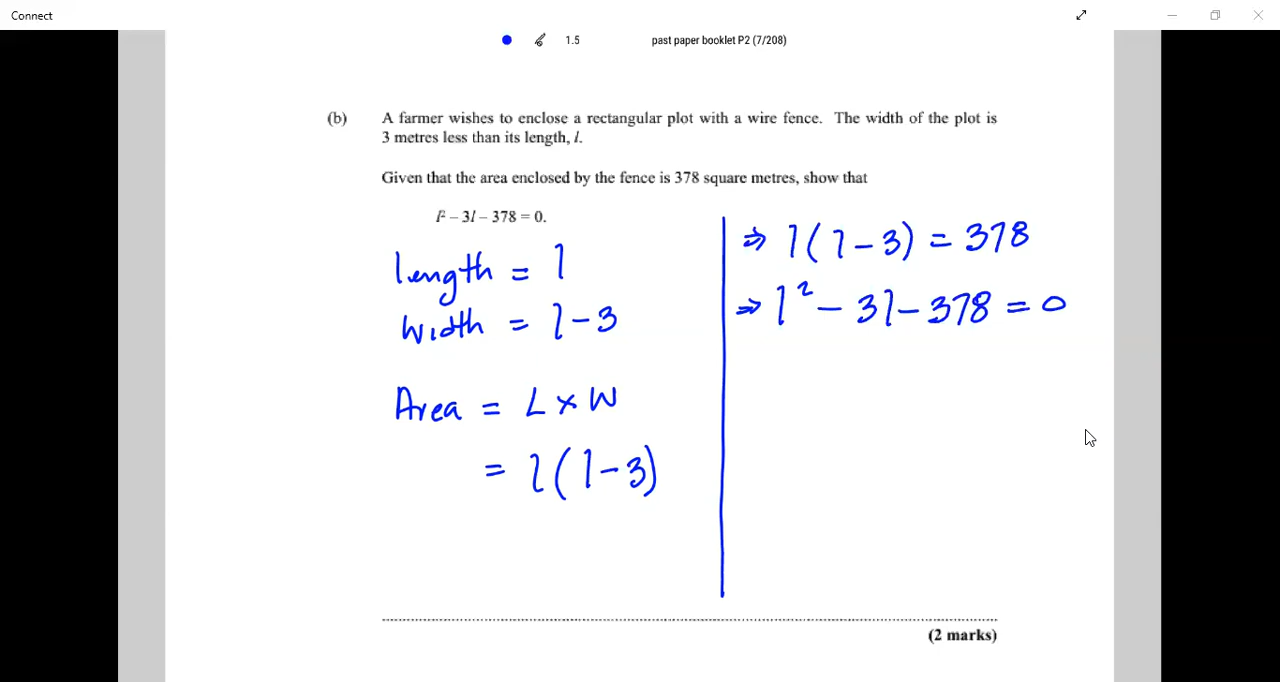 Connect
1.5 past paper booklet P2 (7/208)
(b) A farmer wishes to enclose a rectangular plot with a wire fence. The width of the plot is
3 metres less than its length, l.
Given that the area enclosed by the fence is 378 square metres, show that
l² – 3l – 378 = 0.
length = l
Width = l - 3
Area = L × W
= l(l-3)
⇒ l(l-3) = 378
⇒ l² - 3l - 378 = 0
(2 marks)